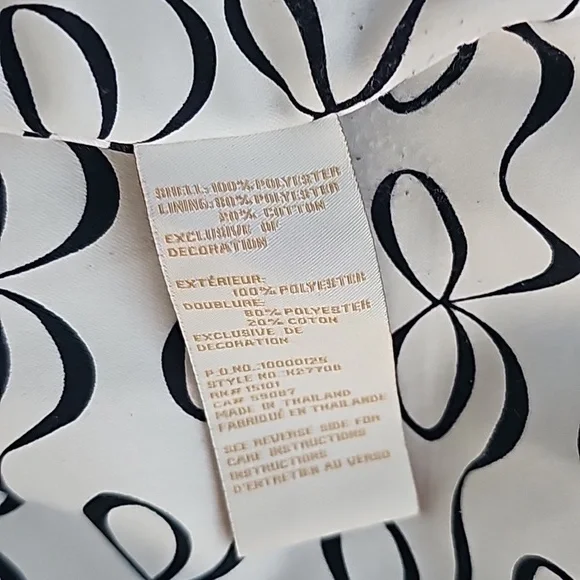 SHELL:100% POLYESTER
LINING:80% POLYESTER
20% COTTON
EXCLUSIVE OF
DECORATION
EXTÉRIEUR:
100% POLYESTER
DOUBLURE:
80% POLYESTER
20% COTON
EXCLUSIVE DE
DECORATION
P.O.NO.:10000125
STYLE NO.:K27706
RN# 15101
CA# 59087
MADE IN THAILAND
FABRIQUÉ EN THAILANDE
SEE REVERSE SIDE FOR
CARE INSTRUCTIONS
INSTRUCTIONS
D'ENTRETIEN AU VERSO